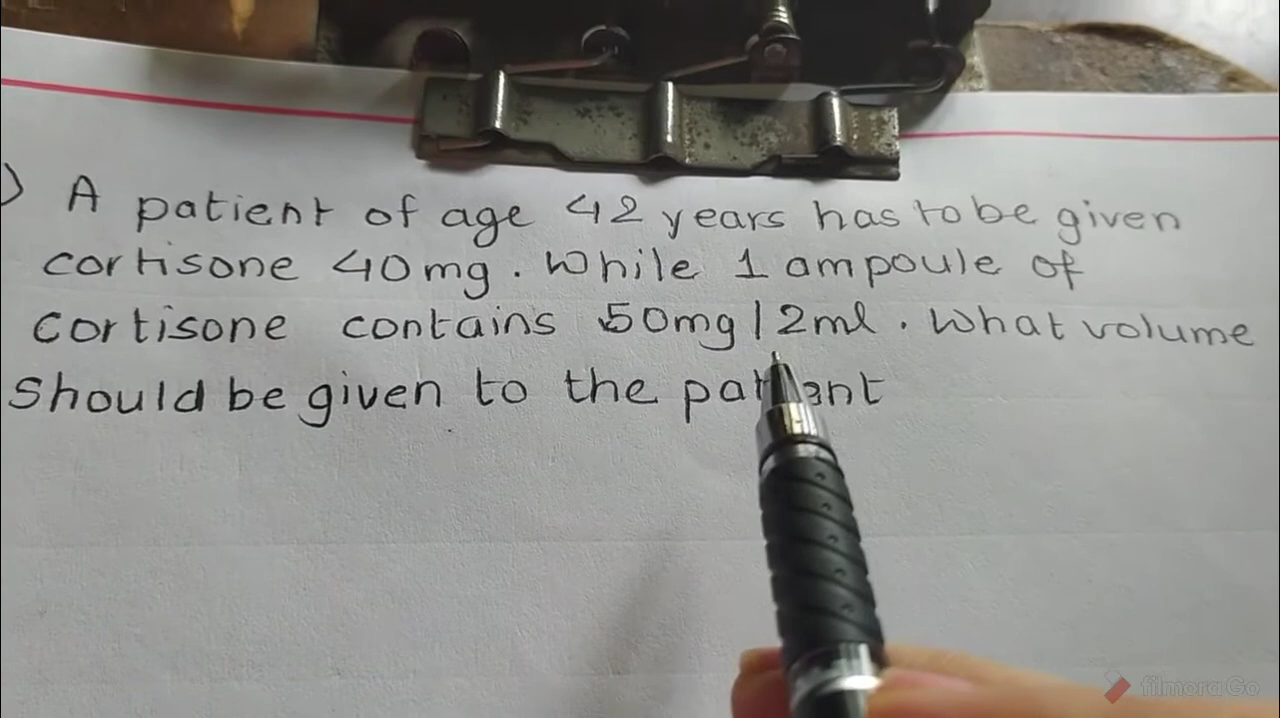 ) A patient of age 42 years has to be given
cortisone 40mg. While 1 ampoule of
cortisone contains 50mg/2ml. What volume
should be given to the patient
filmora Go